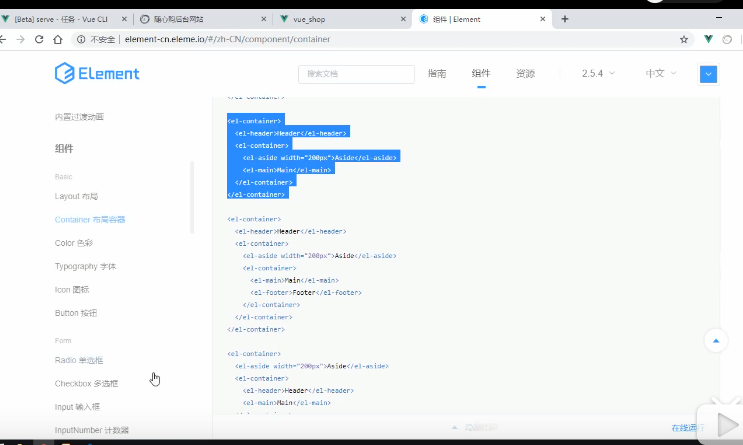 [Beta] serve - 任务 - Vue CLI
vue_shop
组件 | Element
不安全 | element-cn.eleme.io/#/zh-CN/component/container
Element
搜索文档
指南
组件
资源
2.5.4
中文
内置过渡动画
组件
Basic
Layout 布局
Container 布局容器
Color 色彩
Typography 字体
Icon 图标
Button 按钮
Form
Radio 单选框
Checkbox 多选框
Input 输入框
InputNumber 计数器
</el-container>
<el-container>
<el-header>Header</el-header>
<el-container>
<el-aside width="200px">Aside</el-aside>
<el-main>Main</el-main>
</el-container>
</el-container>
<el-container>
<el-header>Header</el-header>
<el-container>
<el-aside width="200px">Aside</el-aside>
<el-container>
<el-main>Main</el-main>
<el-footer>Footer</el-footer>
</el-container>
</el-container>
</el-container>
<el-container>
<el-aside width="200px">Aside</el-aside>
<el-container>
<el-header>Header</el-header>
<el-main>Main</el-main>
在线运行